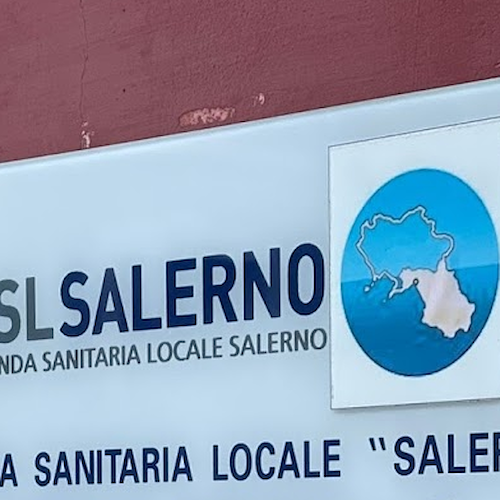 SL SALERNO
NDA SANITARIA LOCALE SALERNO
A SANITARIA LOCALE "SALER